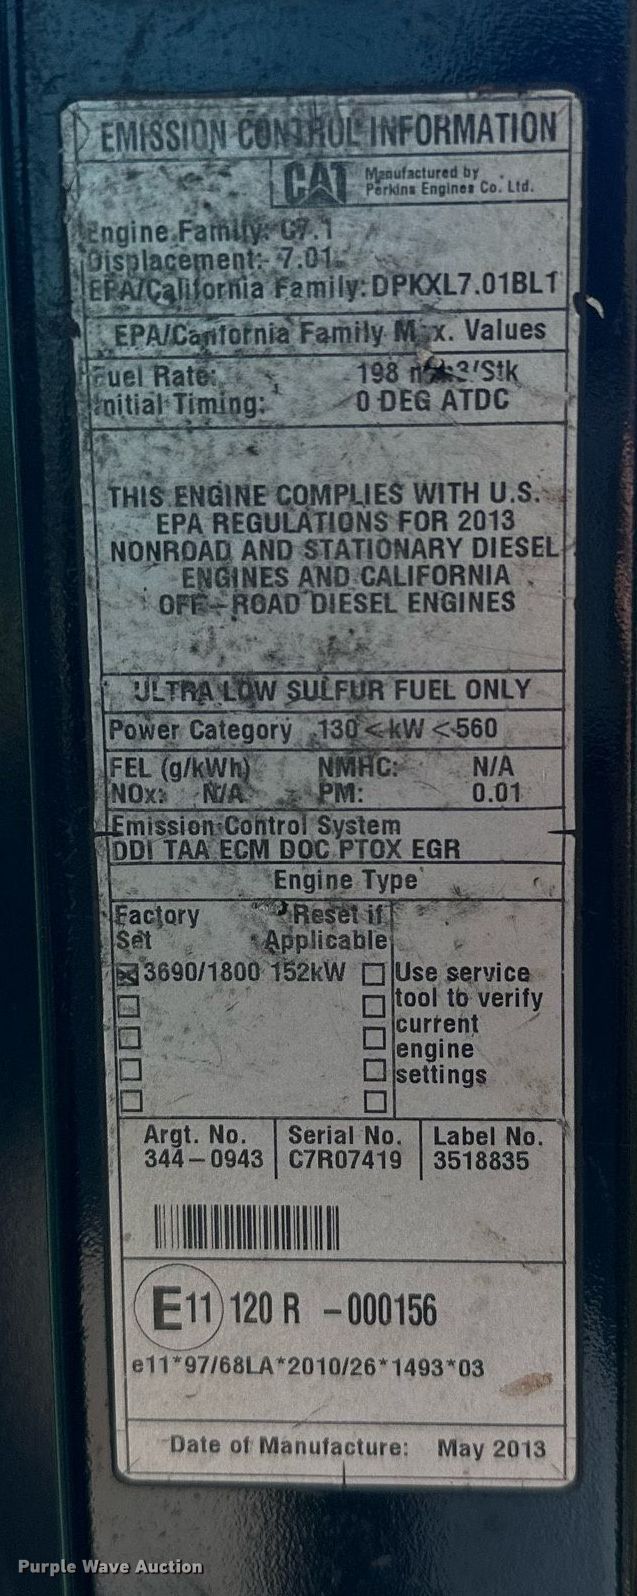 EMISSION CONTROL INFORMATION
CAT
Manufactured by
Perkins Engines Co. Ltd.
Engine Family: C7.1
Displacement: 7.01
EPA/California Family: DPKXL7.01BL1
EPA/California Family Max. Values
Fuel Rate: 198 mm3/Stk
Initial Timing: 0 DEG ATDC
THIS ENGINE COMPLIES WITH U.S.
EPA REGULATIONS FOR 2013
NONROAD AND STATIONARY DIESEL
ENGINES AND CALIFORNIA
OFF-ROAD DIESEL ENGINES
ULTRA LOW SULFUR FUEL ONLY
Power Category 130<kW<560
FEL (g/kWh) NMHC: N/A
NOx: N/A PM: 0.01
Emission Control System
DDI TAA ECM DOC PTOX EGR
Engine Type
Factory Set
Reset if Applicable
3690/1800 152kW
Use service
tool to verify
current
engine
settings
Argt. No. Serial No. Label No.
344-0943 C7R07419 3518835
E11 120 R -000156
e11*97/68LA*2010/26*1493*03
Date of Manufacture: May 2013
Purple Wave Auction